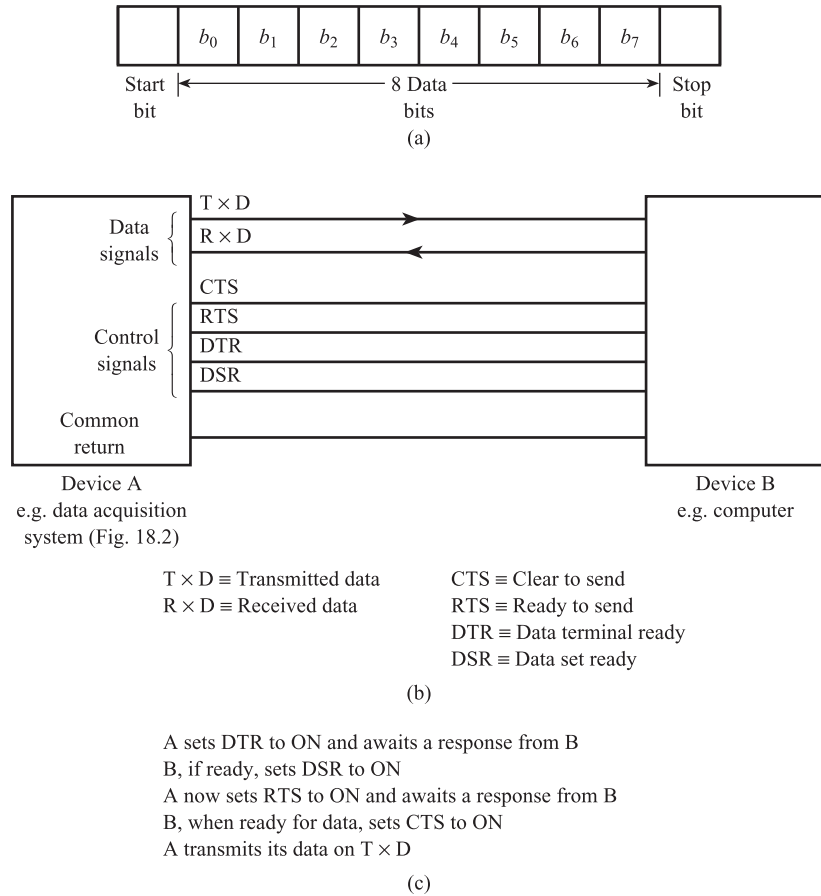 b0 b1 b2 b3 b4 b5 b6 b7
Start
bit
8 Data
bits
Stop
bit
(a)
T × D
Data
signals
R × D
CTS
RTS
Control
signals
DTR
DSR
Common
return
Device A
e.g. data acquisition
system (Fig. 18.2)
Device B
e.g. computer
T × D ≡ Transmitted data
R × D ≡ Received data
CTS ≡ Clear to send
RTS ≡ Ready to send
DTR ≡ Data terminal ready
DSR ≡ Data set ready
(b)
A sets DTR to ON and awaits a response from B
B, if ready, sets DSR to ON
A now sets RTS to ON and awaits a response from B
B, when ready for data, sets CTS to ON
A transmits its data on T × D
(c)